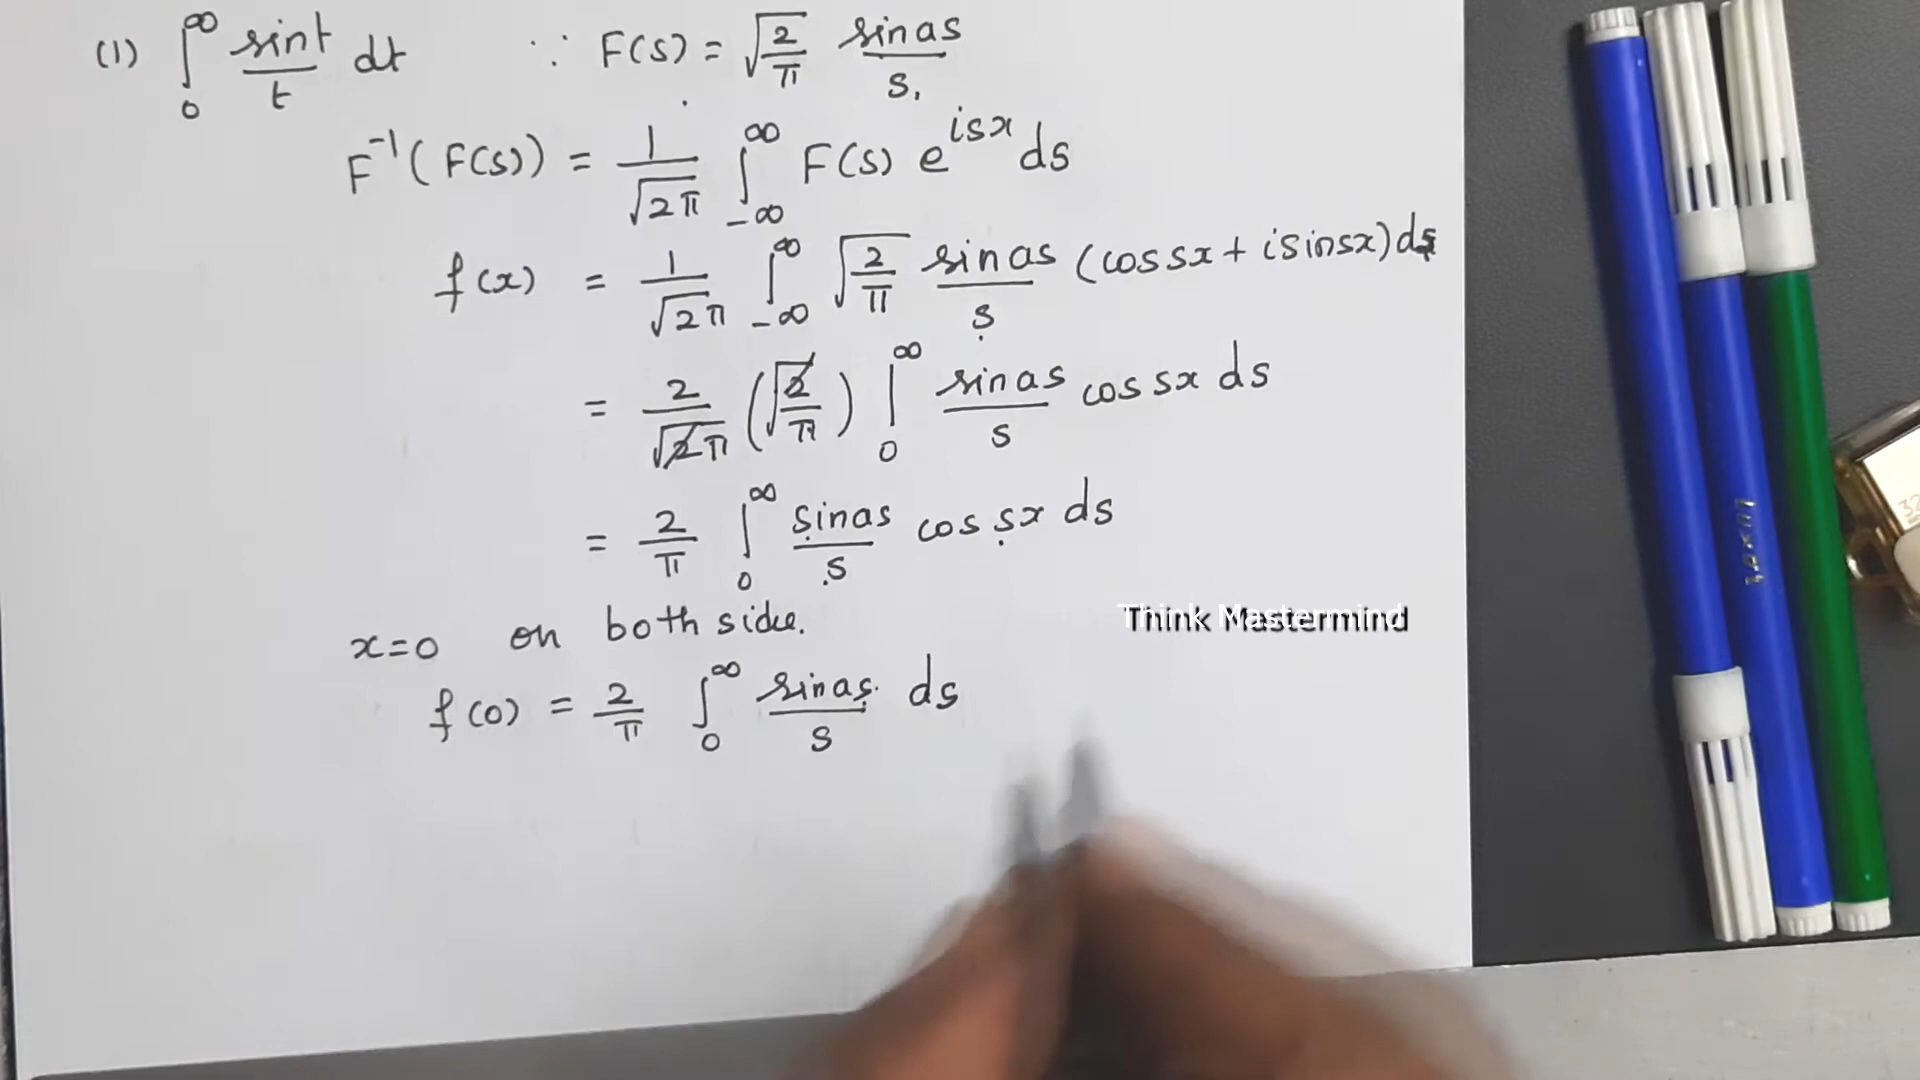 (1) ∫₀^∞ sint/t dt ∵ F(s) = √(2/π) sinas/s,
F⁻¹(F(s)) = 1/√2π ∫₋∞^∞ F(s) e^isx ds
f(x) = 1/√2π ∫₋∞^∞ √(2/π) sinas/s (cossx + isinsx)ds
= 2/√2π (√(2/π)) ∫₀^∞ sinas/s cos sx ds
= 2/π ∫₀^∞ sinas/s cos sx ds
x=0 on both side.
Think Mastermind
f(0) = 2/π ∫₀^∞ sinas/s ds